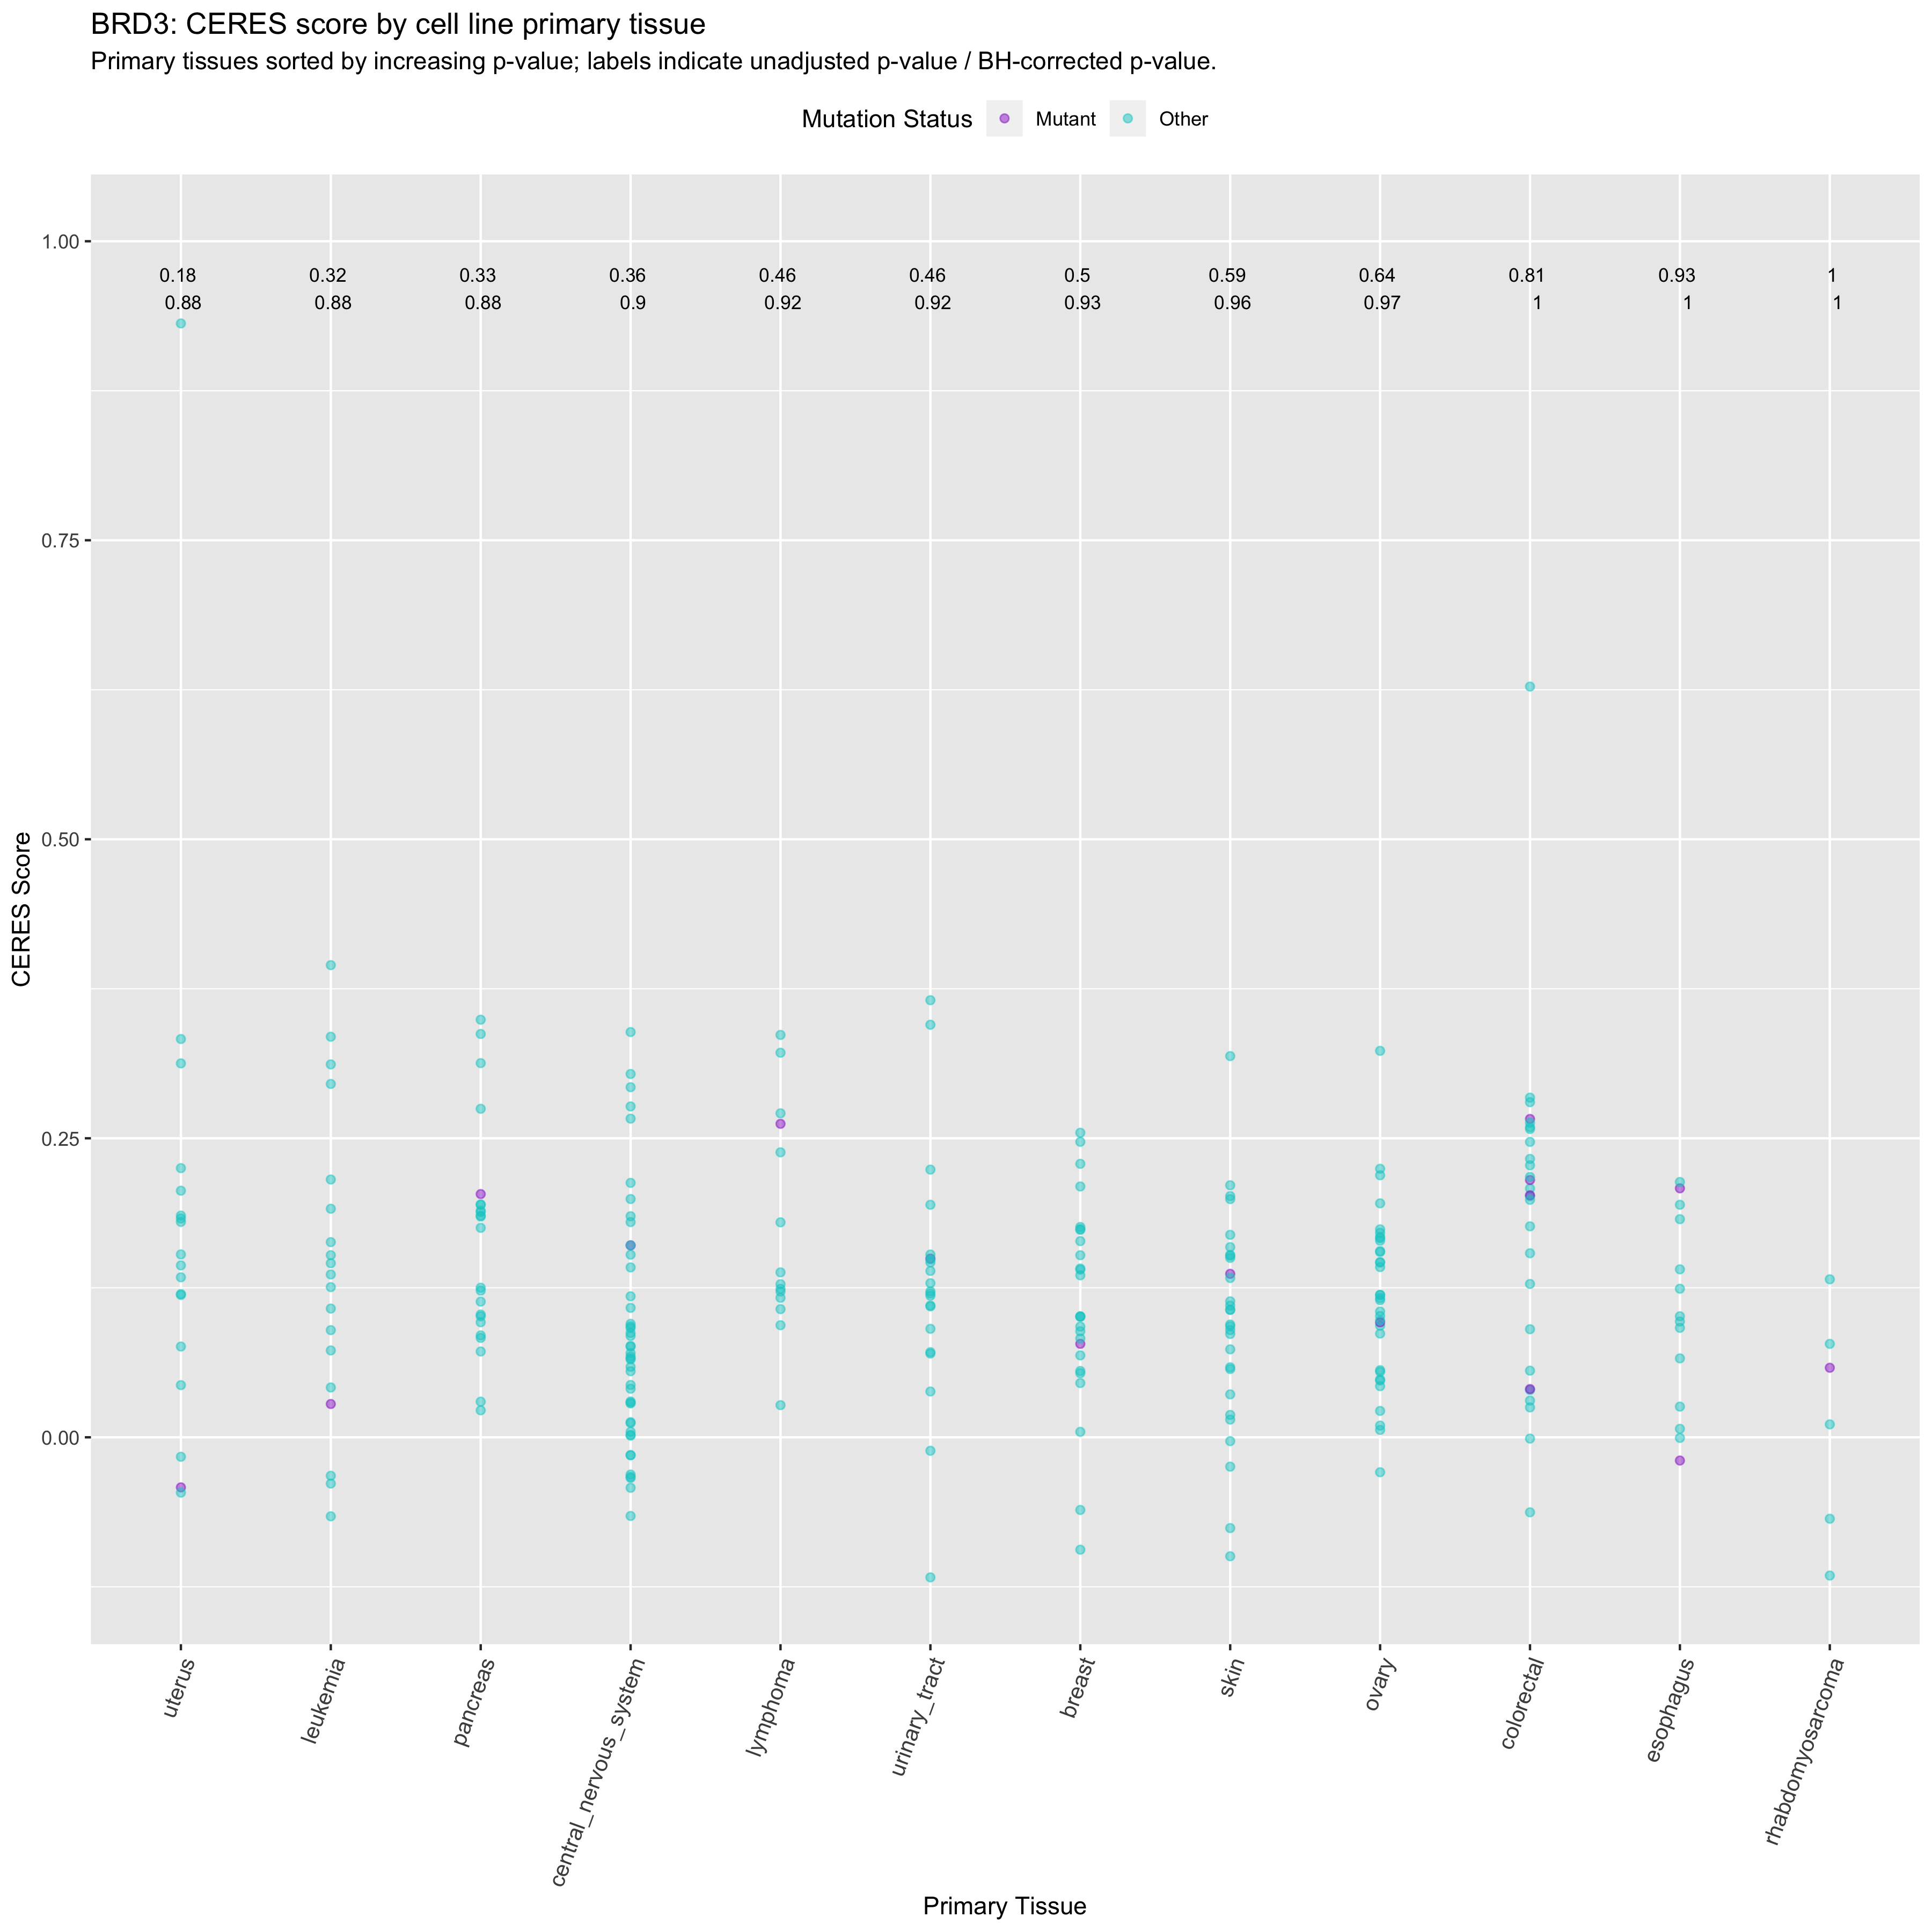 BRD3: CERES score by cell line primary tissue
Primary tissues sorted by increasing p-value; labels indicate unadjusted p-value / BH-corrected p-value.
Mutation Status Mutant Other
1.00
0.18 0.32 0.33 0.36 0.46 0.46 0.5 0.59 0.64 0.81 0.93 1
0.88 0.88 0.88 0.9 0.92 0.92 0.93 0.96 0.97 1 1 1
0.75
0.50
0.25
0.00
CERES Score
uterus
leukemia
pancreas
central_nervous_system
lymphoma
urinary_tract
breast
skin
ovary
colorectal
esophagus
rhabdomyosarcoma
Primary Tissue